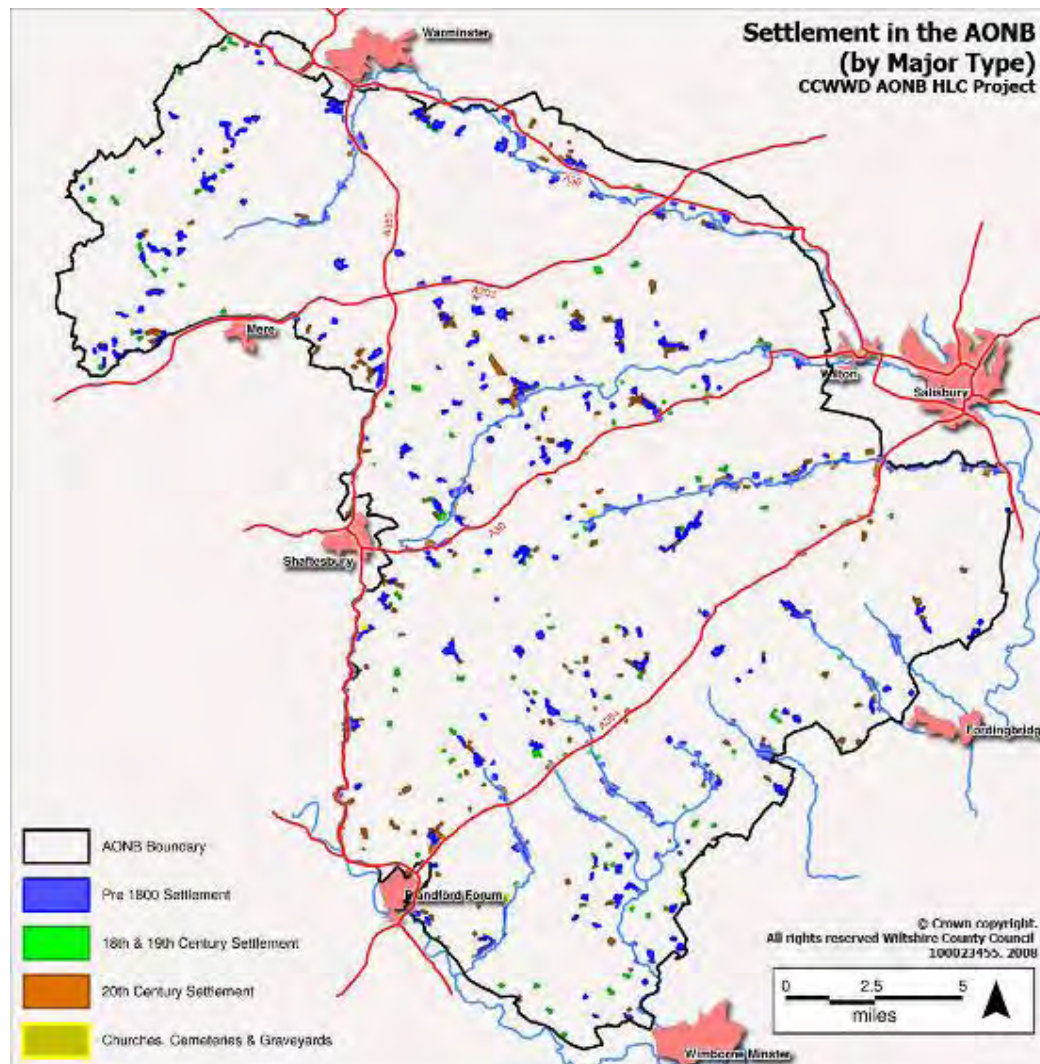 Settlement in the AONB
(by Major Type)
CCWWD AONB HLC Project
Warminster
A36
A350
A303
Mere
Wilton
Salisbury
A30
Shaftesbury
A354
Fordingbridge
Blandford Forum
Wimborne Minster
AONB Boundary
Pre 1800 Settlement
18th & 19th Century Settlement
20th Century Settlement
Churches, Cemeteries & Graveyards
© Crown copyright.
All rights reserved Wiltshire County Council
100023455. 2008
0 2.5 5
miles